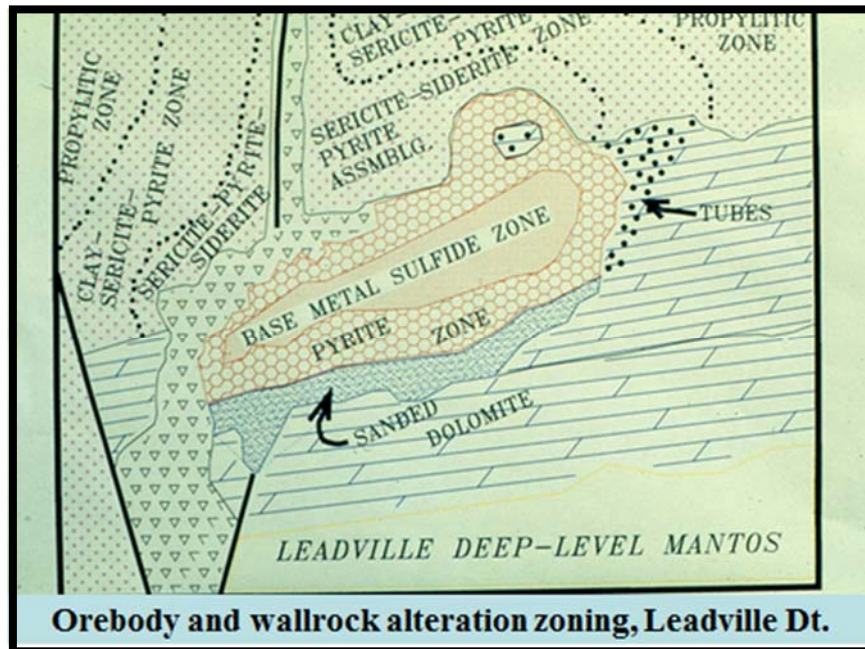 PROPYLITIC
ZONE
CLAY–
SERICITE–
PYRITE ZONE
SERICITE–PYRITE–
SIDERITE
CLAY–
SERICITE–
PYRITE
ZONE
PROPYLITIC
ZONE
SERICITE–SIDERITE
PYRITE
ASSMBLG.
TUBES
BASE METAL SULFIDE ZONE
PYRITE ZONE
SANDED
DOLOMITE
LEADVILLE DEEP–LEVEL MANTOS
Orebody and wallrock alteration zoning, Leadville Dt.